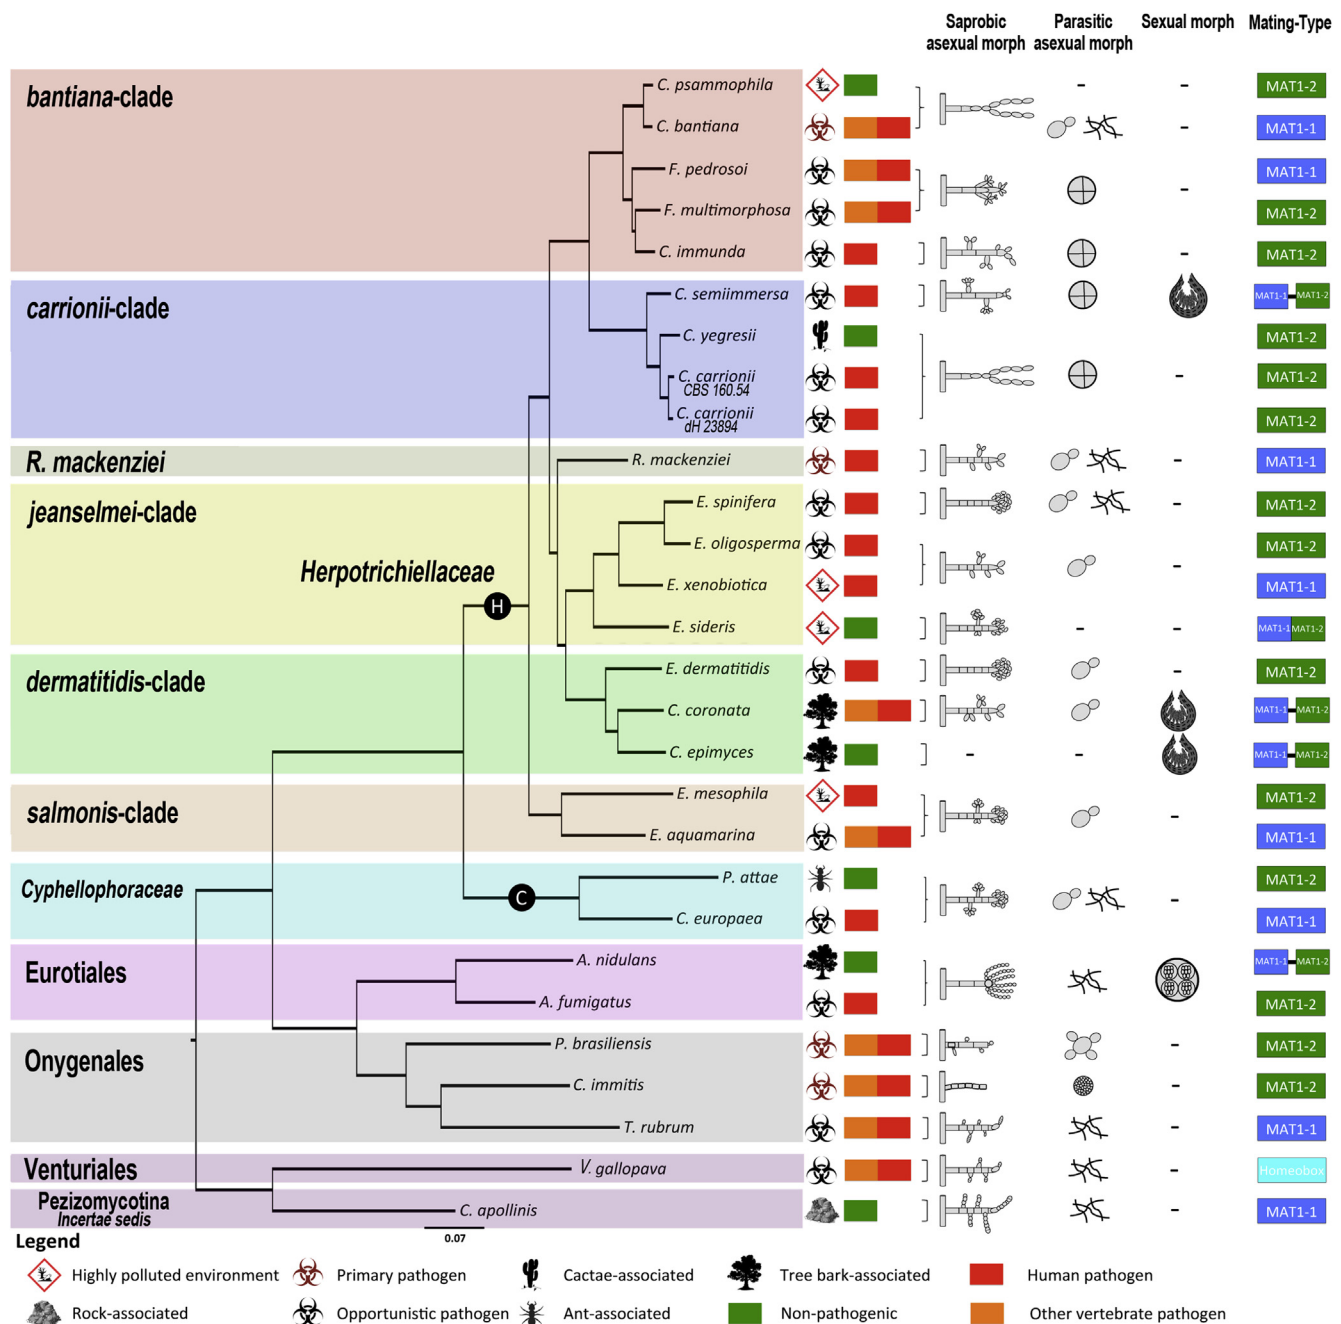 Saprobic
asexual morph
Parasitic
asexual morph
Sexual morph
Mating-Type
bantiana-clade
C. psammophila
-
-
MAT1-2
C. bantiana
-
MAT1-1
F. pedrosoi
MAT1-1
-
F. multimorphosa
MAT1-2
C. immunda
-
MAT1-2
carrionii-clade
C. semiimmersa
MAT1-1
MAT1-2
C. yegresii
MAT1-2
C. carrionii
CBS 160.54
-
MAT1-2
C. carrionii
dH 23894
MAT1-2
R. mackenziei
R. mackenziei
-
MAT1-1
jeanselmei-clade
E. spinifera
-
MAT1-2
E. oligosperma
MAT1-2
-
Herpotrichiellaceae
E. xenobiotica
MAT1-1
H
E. sideris
-
-
MAT1-1
MAT1-2
dermatitidis-clade
E. dermatitidis
-
MAT1-2
C. coronata
MAT1-1
MAT1-2
C. epimyces
-
-
MAT1-1
MAT1-2
salmonis-clade
E. mesophila
MAT1-2
-
E. aquamarina
MAT1-1
Cyphellophoraceae
P. attae
MAT1-2
C
-
C. europaea
MAT1-1
Eurotiales
A. nidulans
MAT1-1
MAT1-2
A. fumigatus
MAT1-2
Onygenales
P. brasiliensis
-
MAT1-2
C. immitis
-
MAT1-2
T. rubrum
-
MAT1-1
Venturiales
V. gallopava
-
Homeobox
Pezizomycotina
Incertae sedis
C. apollinis
-
MAT1-1
0.07
Legend
Highly polluted environment
Primary pathogen
Cactae-associated
Tree bark-associated
Human pathogen
Rock-associated
Opportunistic pathogen
Ant-associated
Non-pathogenic
Other vertebrate pathogen